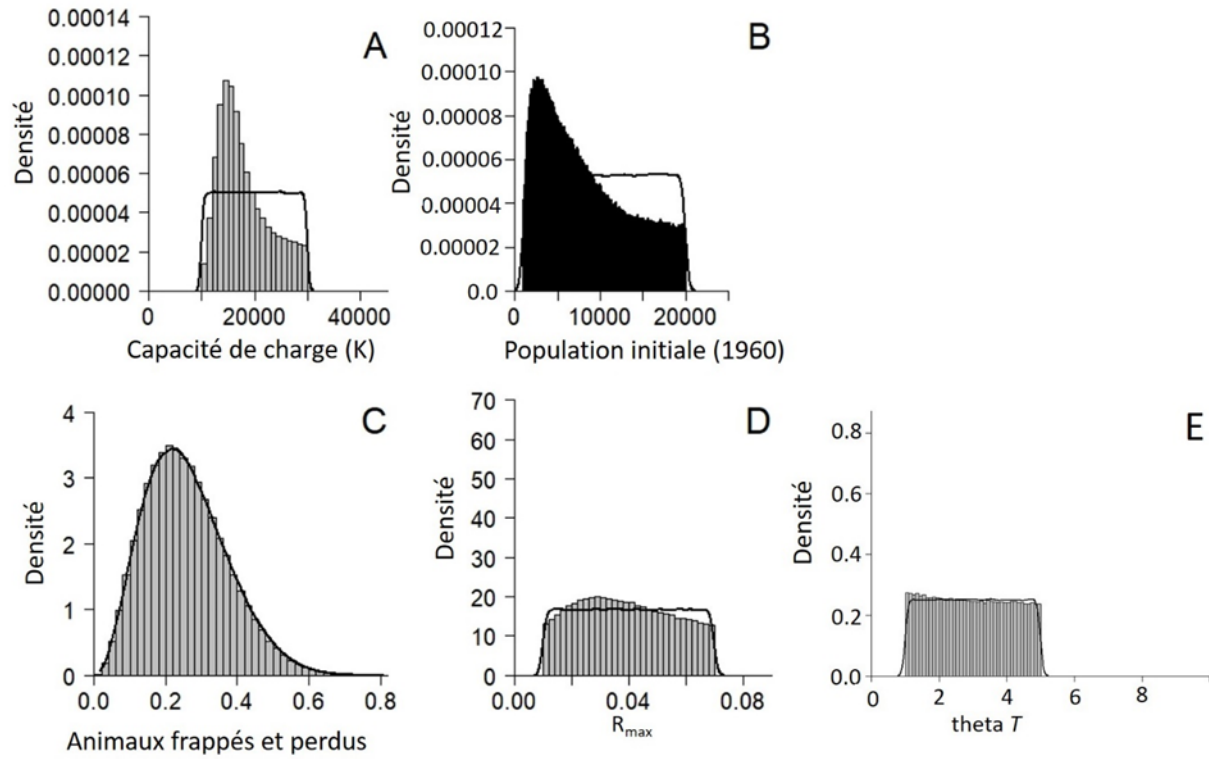 A
Densité
0.00014
0.00012
0.00010
0.00008
0.00006
0.00004
0.00002
0.00000
0 20000 40000
Capacité de charge (K)
B
Densité
0.00012
0.00010
0.00008
0.00006
0.00004
0.00002
0.0
0 10000 20000
Population initiale (1960)
C
Densité
4
3
2
1
0
0.0 0.2 0.4 0.6 0.8
Animaux frappés et perdus
D
Densité
70
60
50
40
30
20
10
0
0.00 0.04 0.08
Rmax
E
Densité
0.8
0.6
0.4
0.2
0.0
0 2 4 6 8
theta T